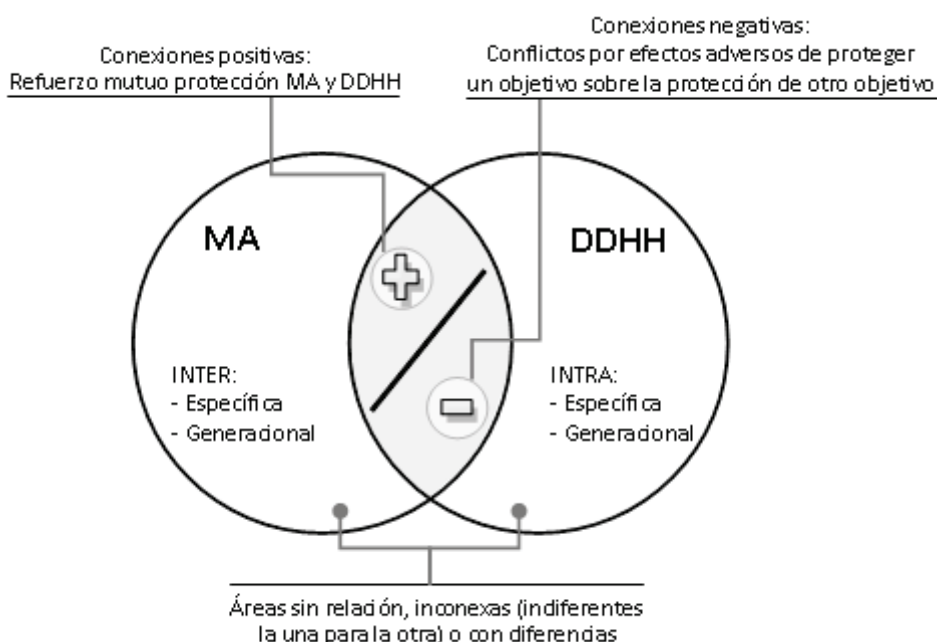 Conexiones positivas:
Refuerzo mutuo protección MA y DDHH
Conexiones negativas:
Conflictos por efectos adversos de proteger
un objetivo sobre la protección de otro objetivo
MA
DDHH
INTER:
- Específica
- Generacional
INTRA:
- Específica
- Generacional
Áreas sin relación, inconexas (indiferentes
la una para la otra) o con diferencias